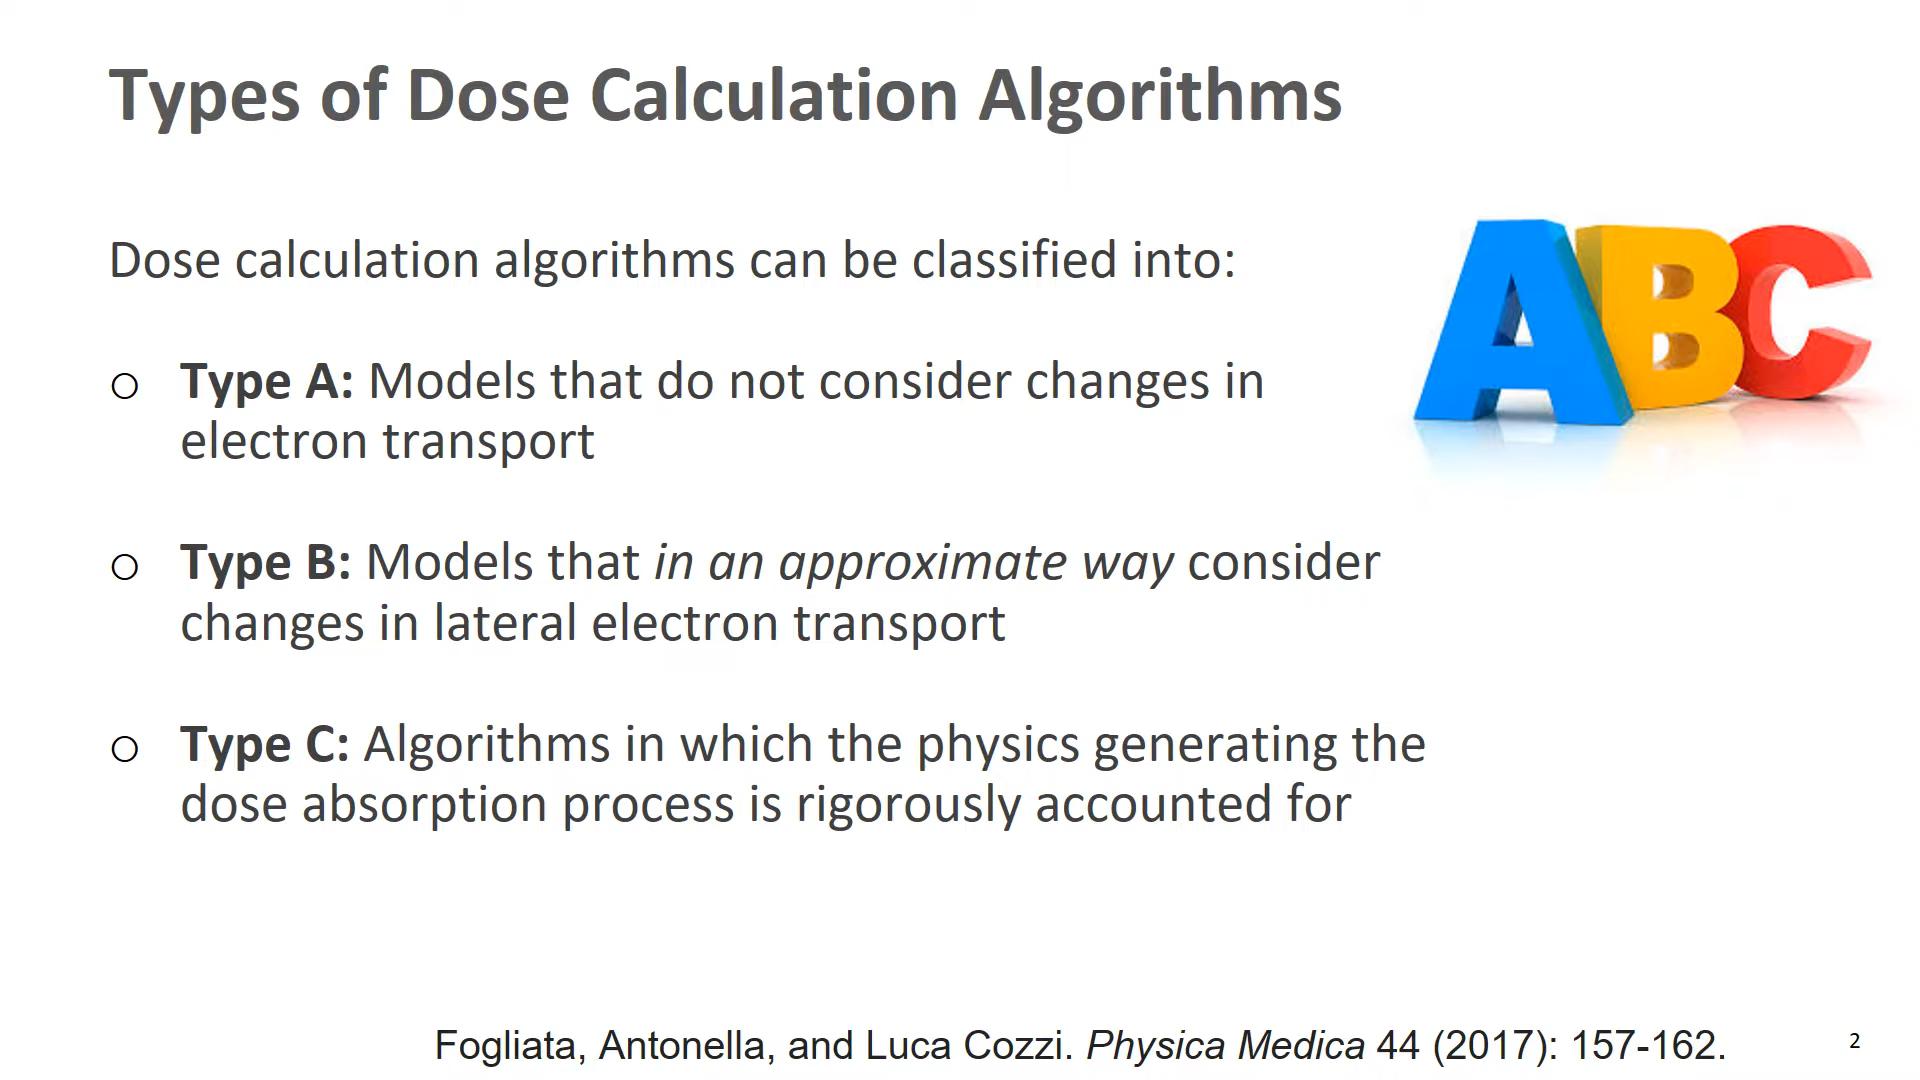 Types of Dose Calculation Algorithms
Dose calculation algorithms can be classified into:
ABC
○ Type A: Models that do not consider changes in
electron transport
○ Type B: Models that in an approximate way consider
changes in lateral electron transport
○ Type C: Algorithms in which the physics generating the
dose absorption process is rigorously accounted for
Fogliata, Antonella, and Luca Cozzi. Physica Medica 44 (2017): 157-162.
2